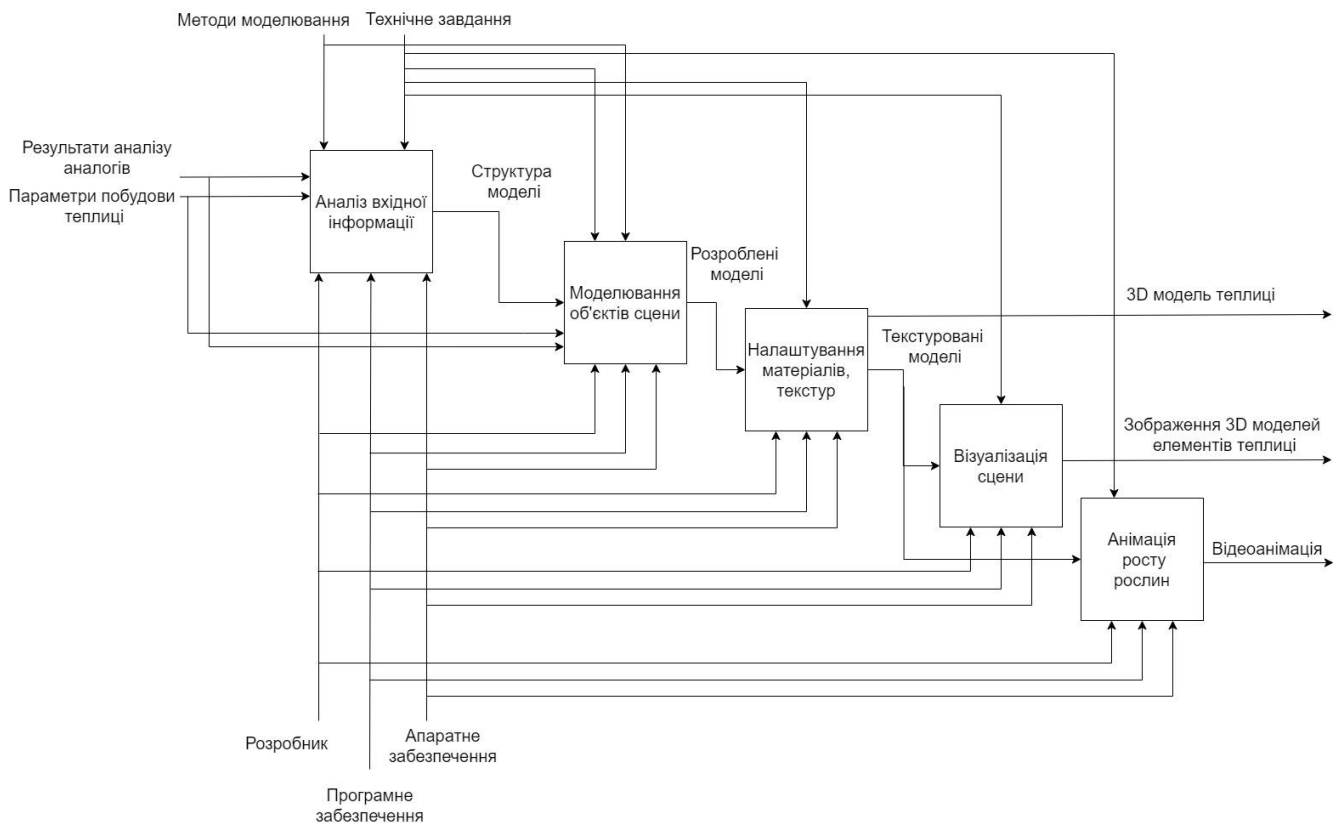 Методи моделювання
Технічне завдання
Результати аналізу
аналогів
Параметри побудови
теплиці
Аналіз вхідної
інформації
Структура
моделі
Моделювання
об'єктів сцени
Розроблені
моделі
Налаштування
матеріалів,
текстур
Текстуровані
моделі
3D модель теплиці
Візуалізація
сцени
Зображення 3D моделей
елементів теплиці
Анімація
росту
рослин
Відеоанімація
Розробник
Апаратне
забезпечення
Програмне
забезпечення